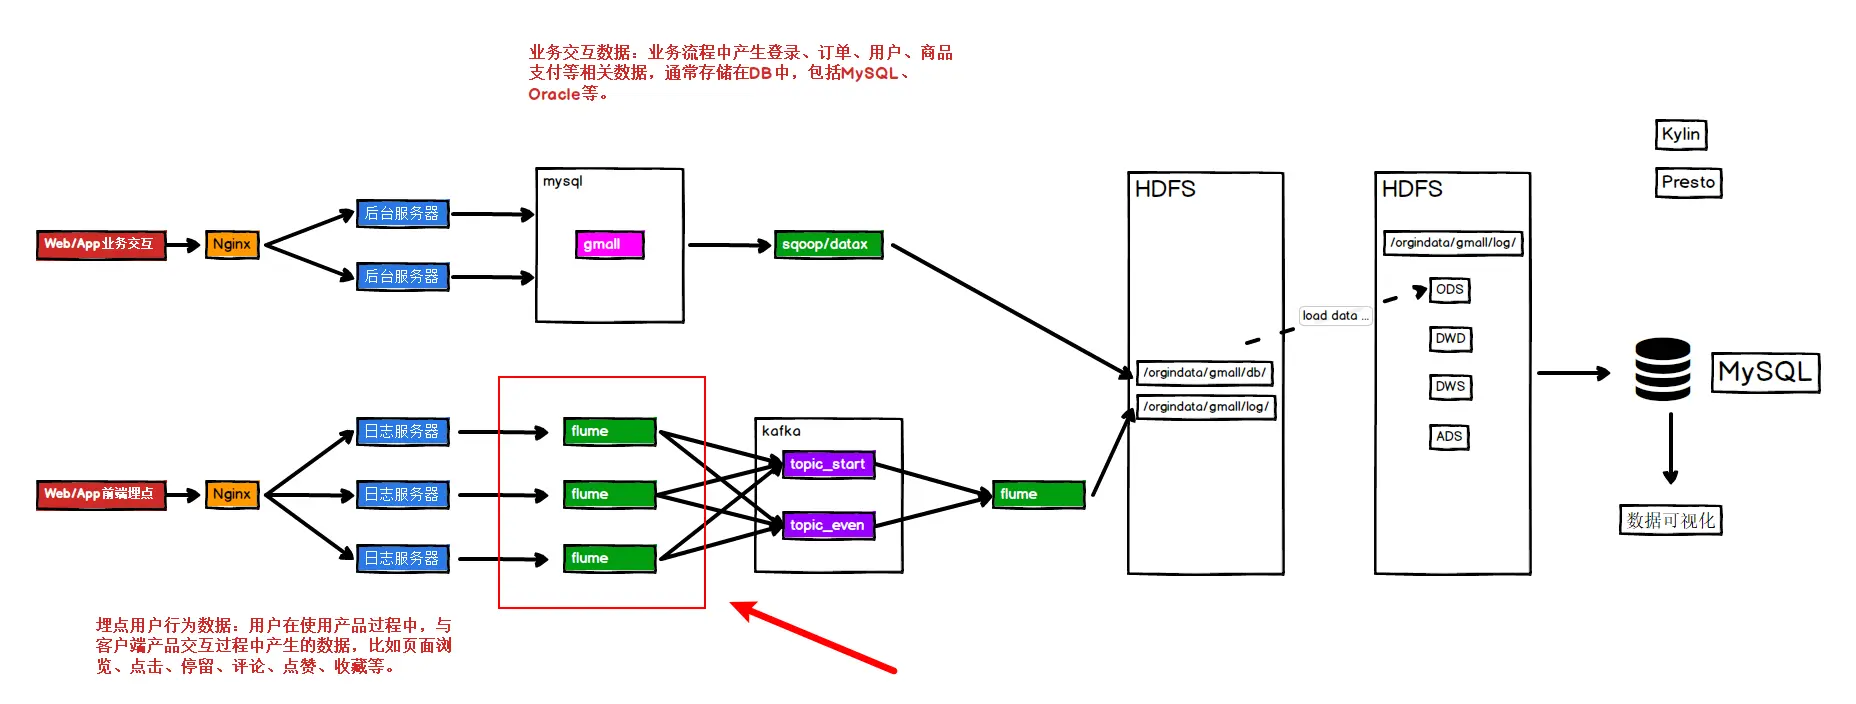 业务交互数据：业务流程中产生登录、订单、用户、商品
支付等相关数据，通常存储在DB中，包括MySQL、
Oracle等。
Kylin
Presto
mysql
HDFS
HDFS
后台服务器
Web/App业务交互
Nginx
gmall
sqoop/datax
/orgindata/gmall/log/
后台服务器
ODS
load data ...
DWD
/orgindata/gmall/db/
MySQL
DWS
/orgindata/gmall/log/
日志服务器
flume
kafka
ADS
topic_start
Web/App前端埋点
Nginx
日志服务器
flume
flume
topic_even
数据可视化
日志服务器
flume
埋点用户行为数据：用户在使用产品过程中，与
客户端产品交互过程中产生的数据，比如页面浏
览、点击、停留、评论、点赞、收藏等。